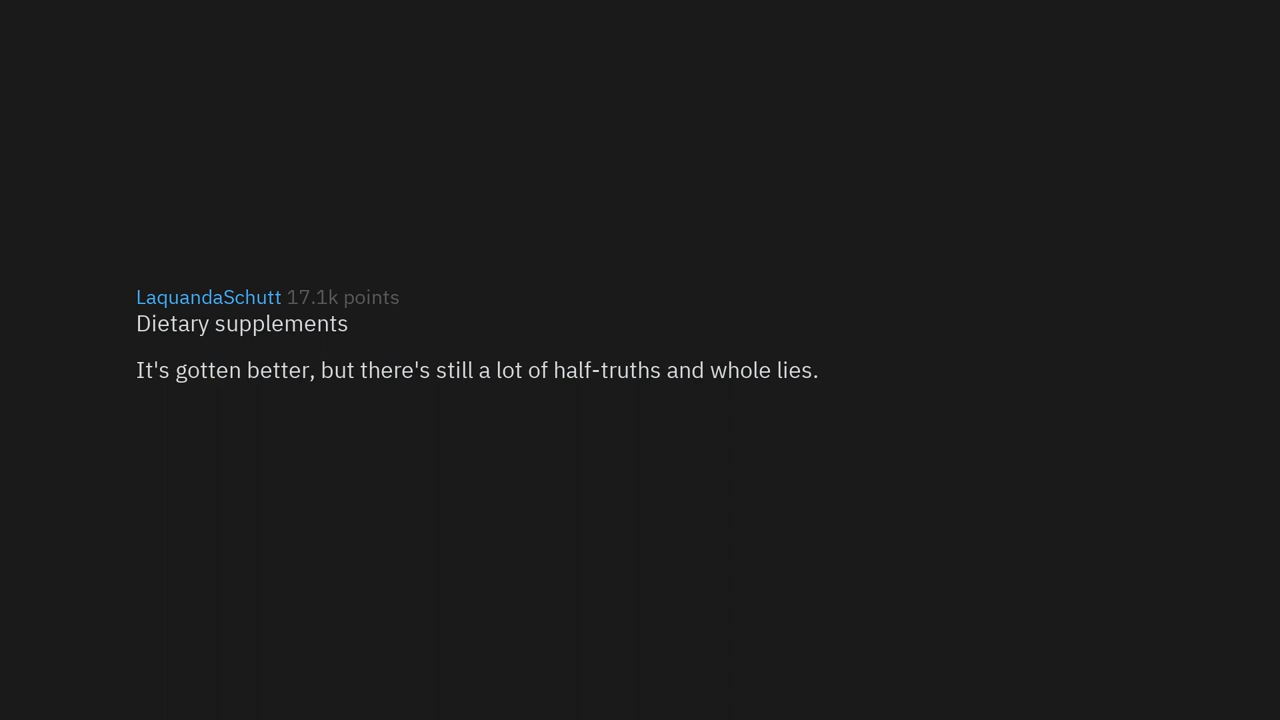 LaquandaSchutt 17.1k points
Dietary supplements
It's gotten better, but there's still a lot of half-truths and whole lies.